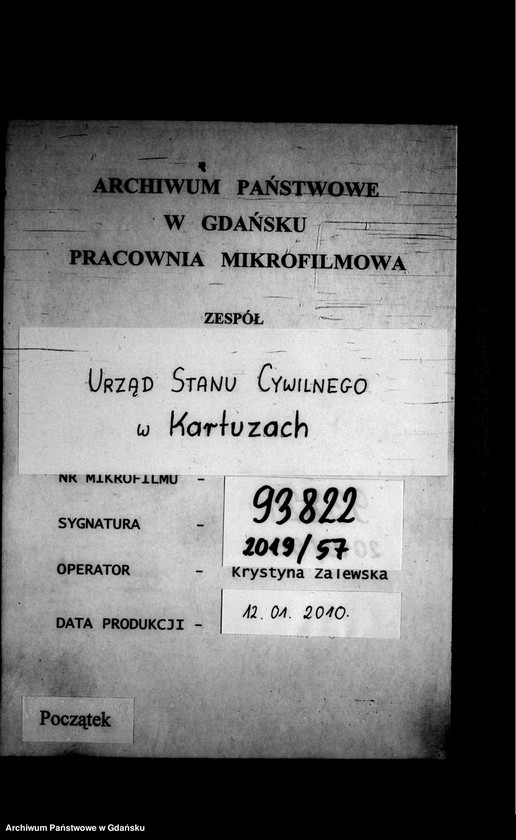 ARCHIWUM PAŃSTWOWE
W GDAŃSKU
PRACOWNIA MIKROFILMOWA
ZESPÓŁ
URZĄD STANU CYWILNEGO
w Kartuzach
NR MIKROFILMU - 93822
SYGNATURA - 2019/57
OPERATOR - Krystyna Zalewska
DATA PRODUKCJI - 12.01.2010.
Początek
Archiwum Państwowe w Gdańsku